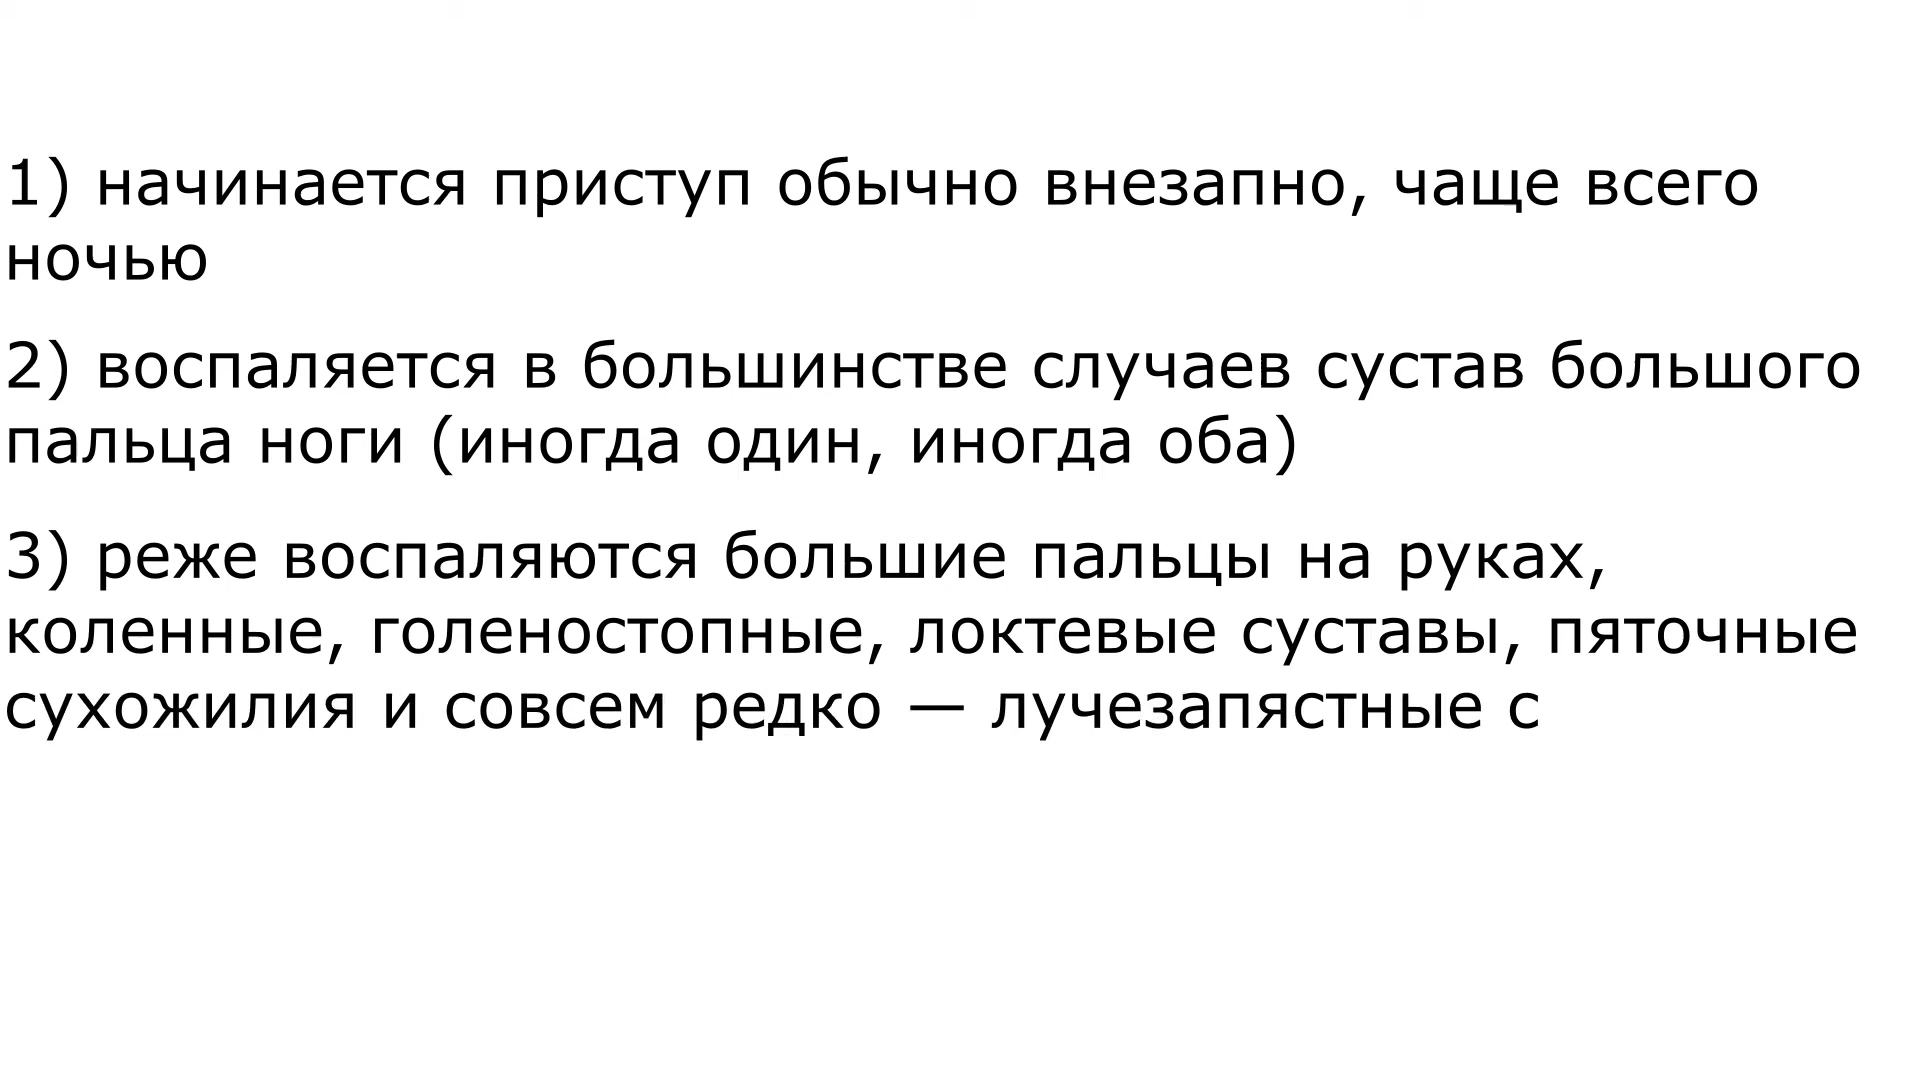 1) начинается приступ обычно внезапно, чаще всего
ночью
2) воспаляется в большинстве случаев сустав большого
пальца ноги (иногда один, иногда оба)
3) реже воспаляются большие пальцы на руках,
коленные, голеностопные, локтевые суставы, пяточные
сухожилия и совсем редко — лучезапястные с